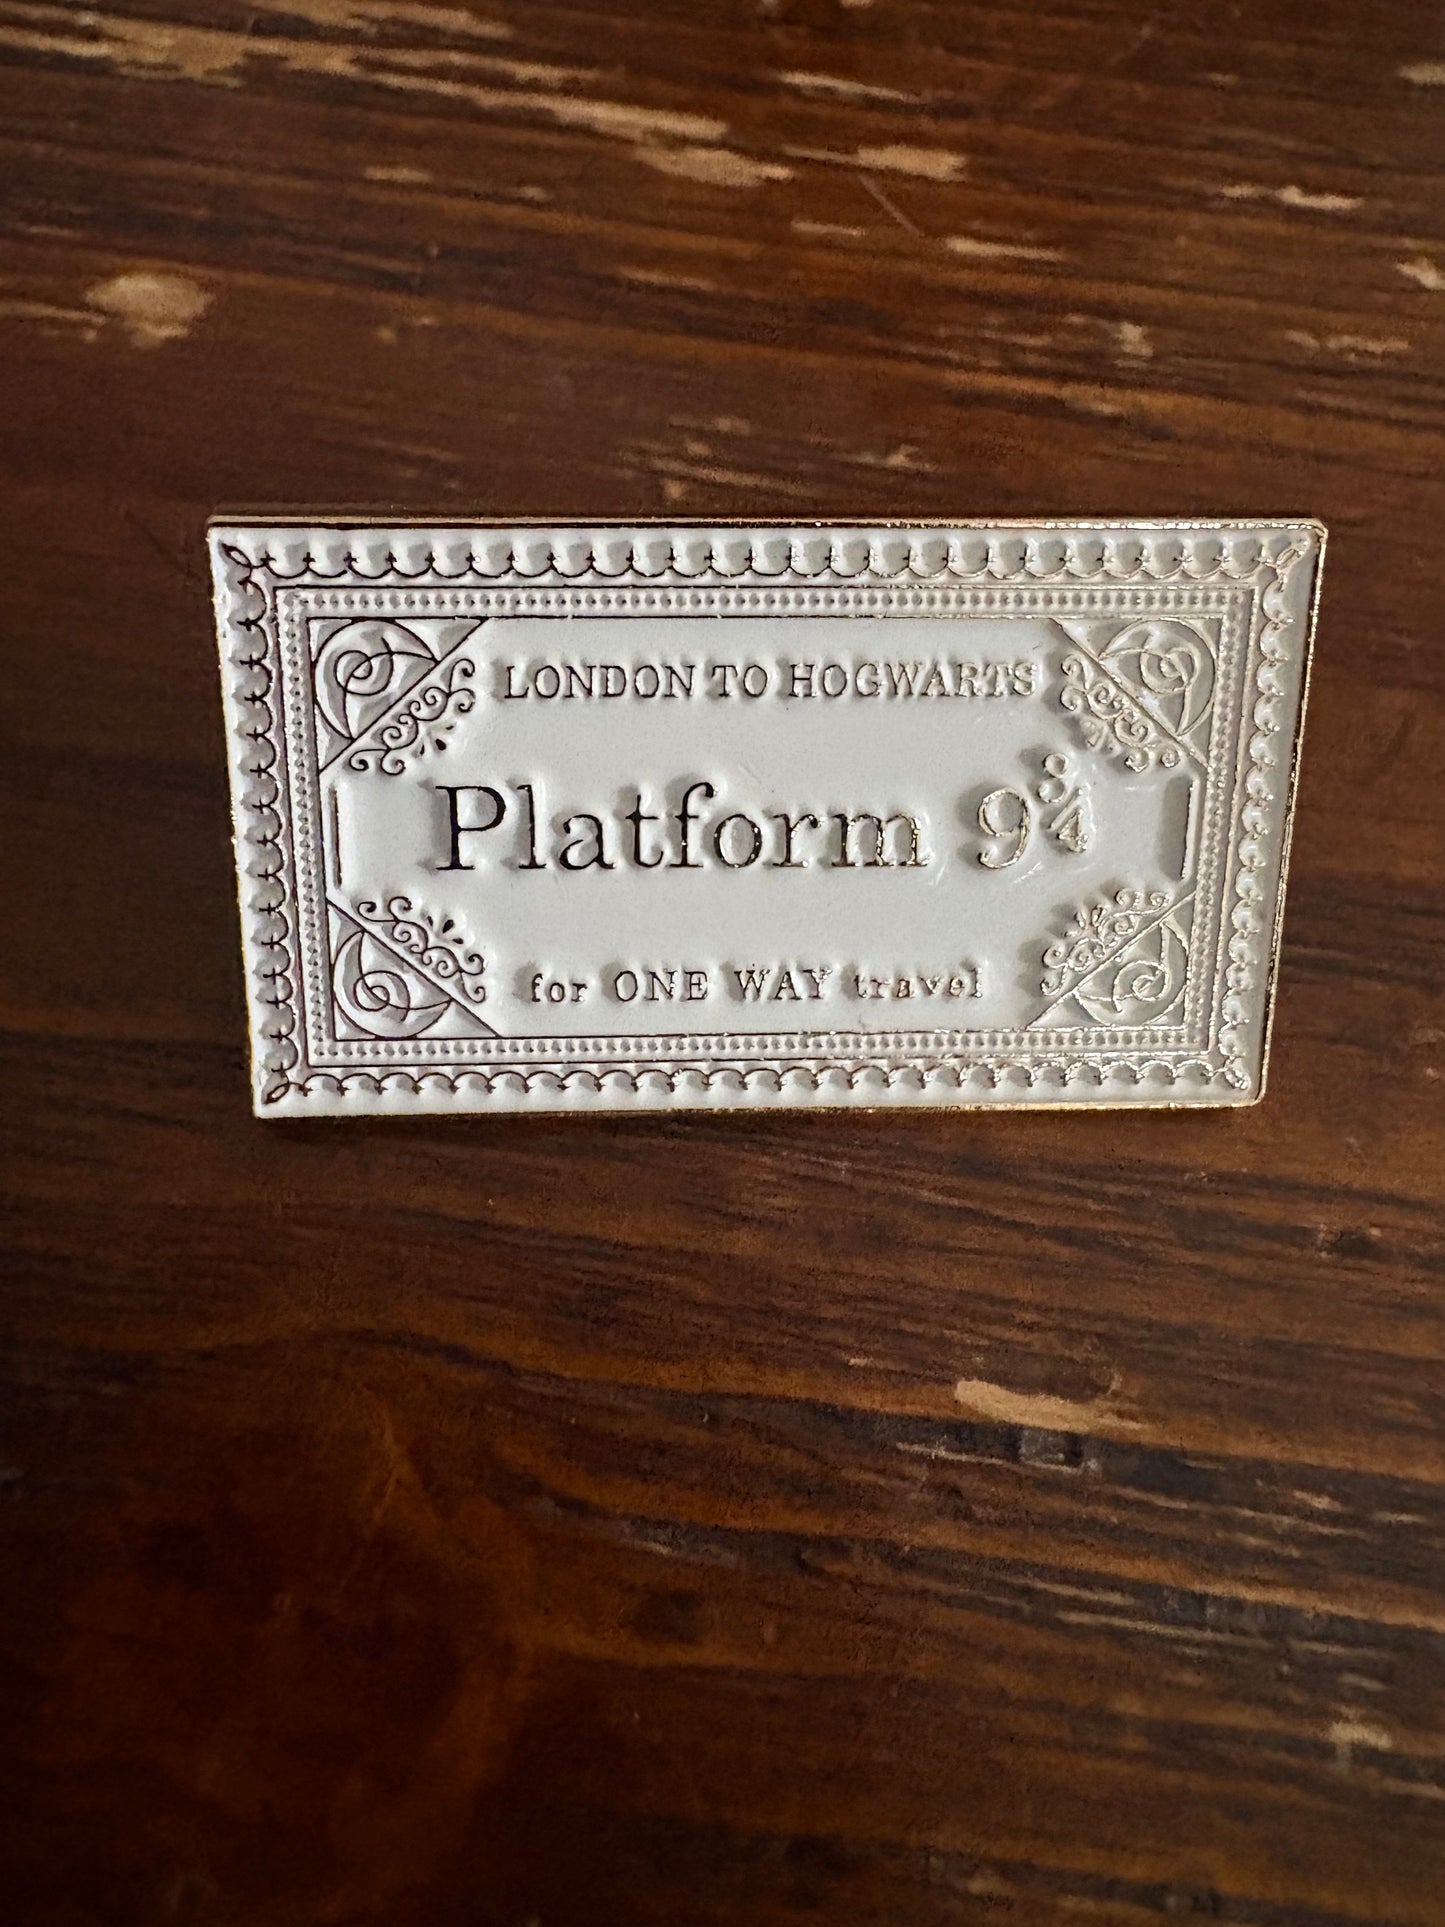 LONDON TO HOGWARTS
Platform 9¾
for ONE WAY travel